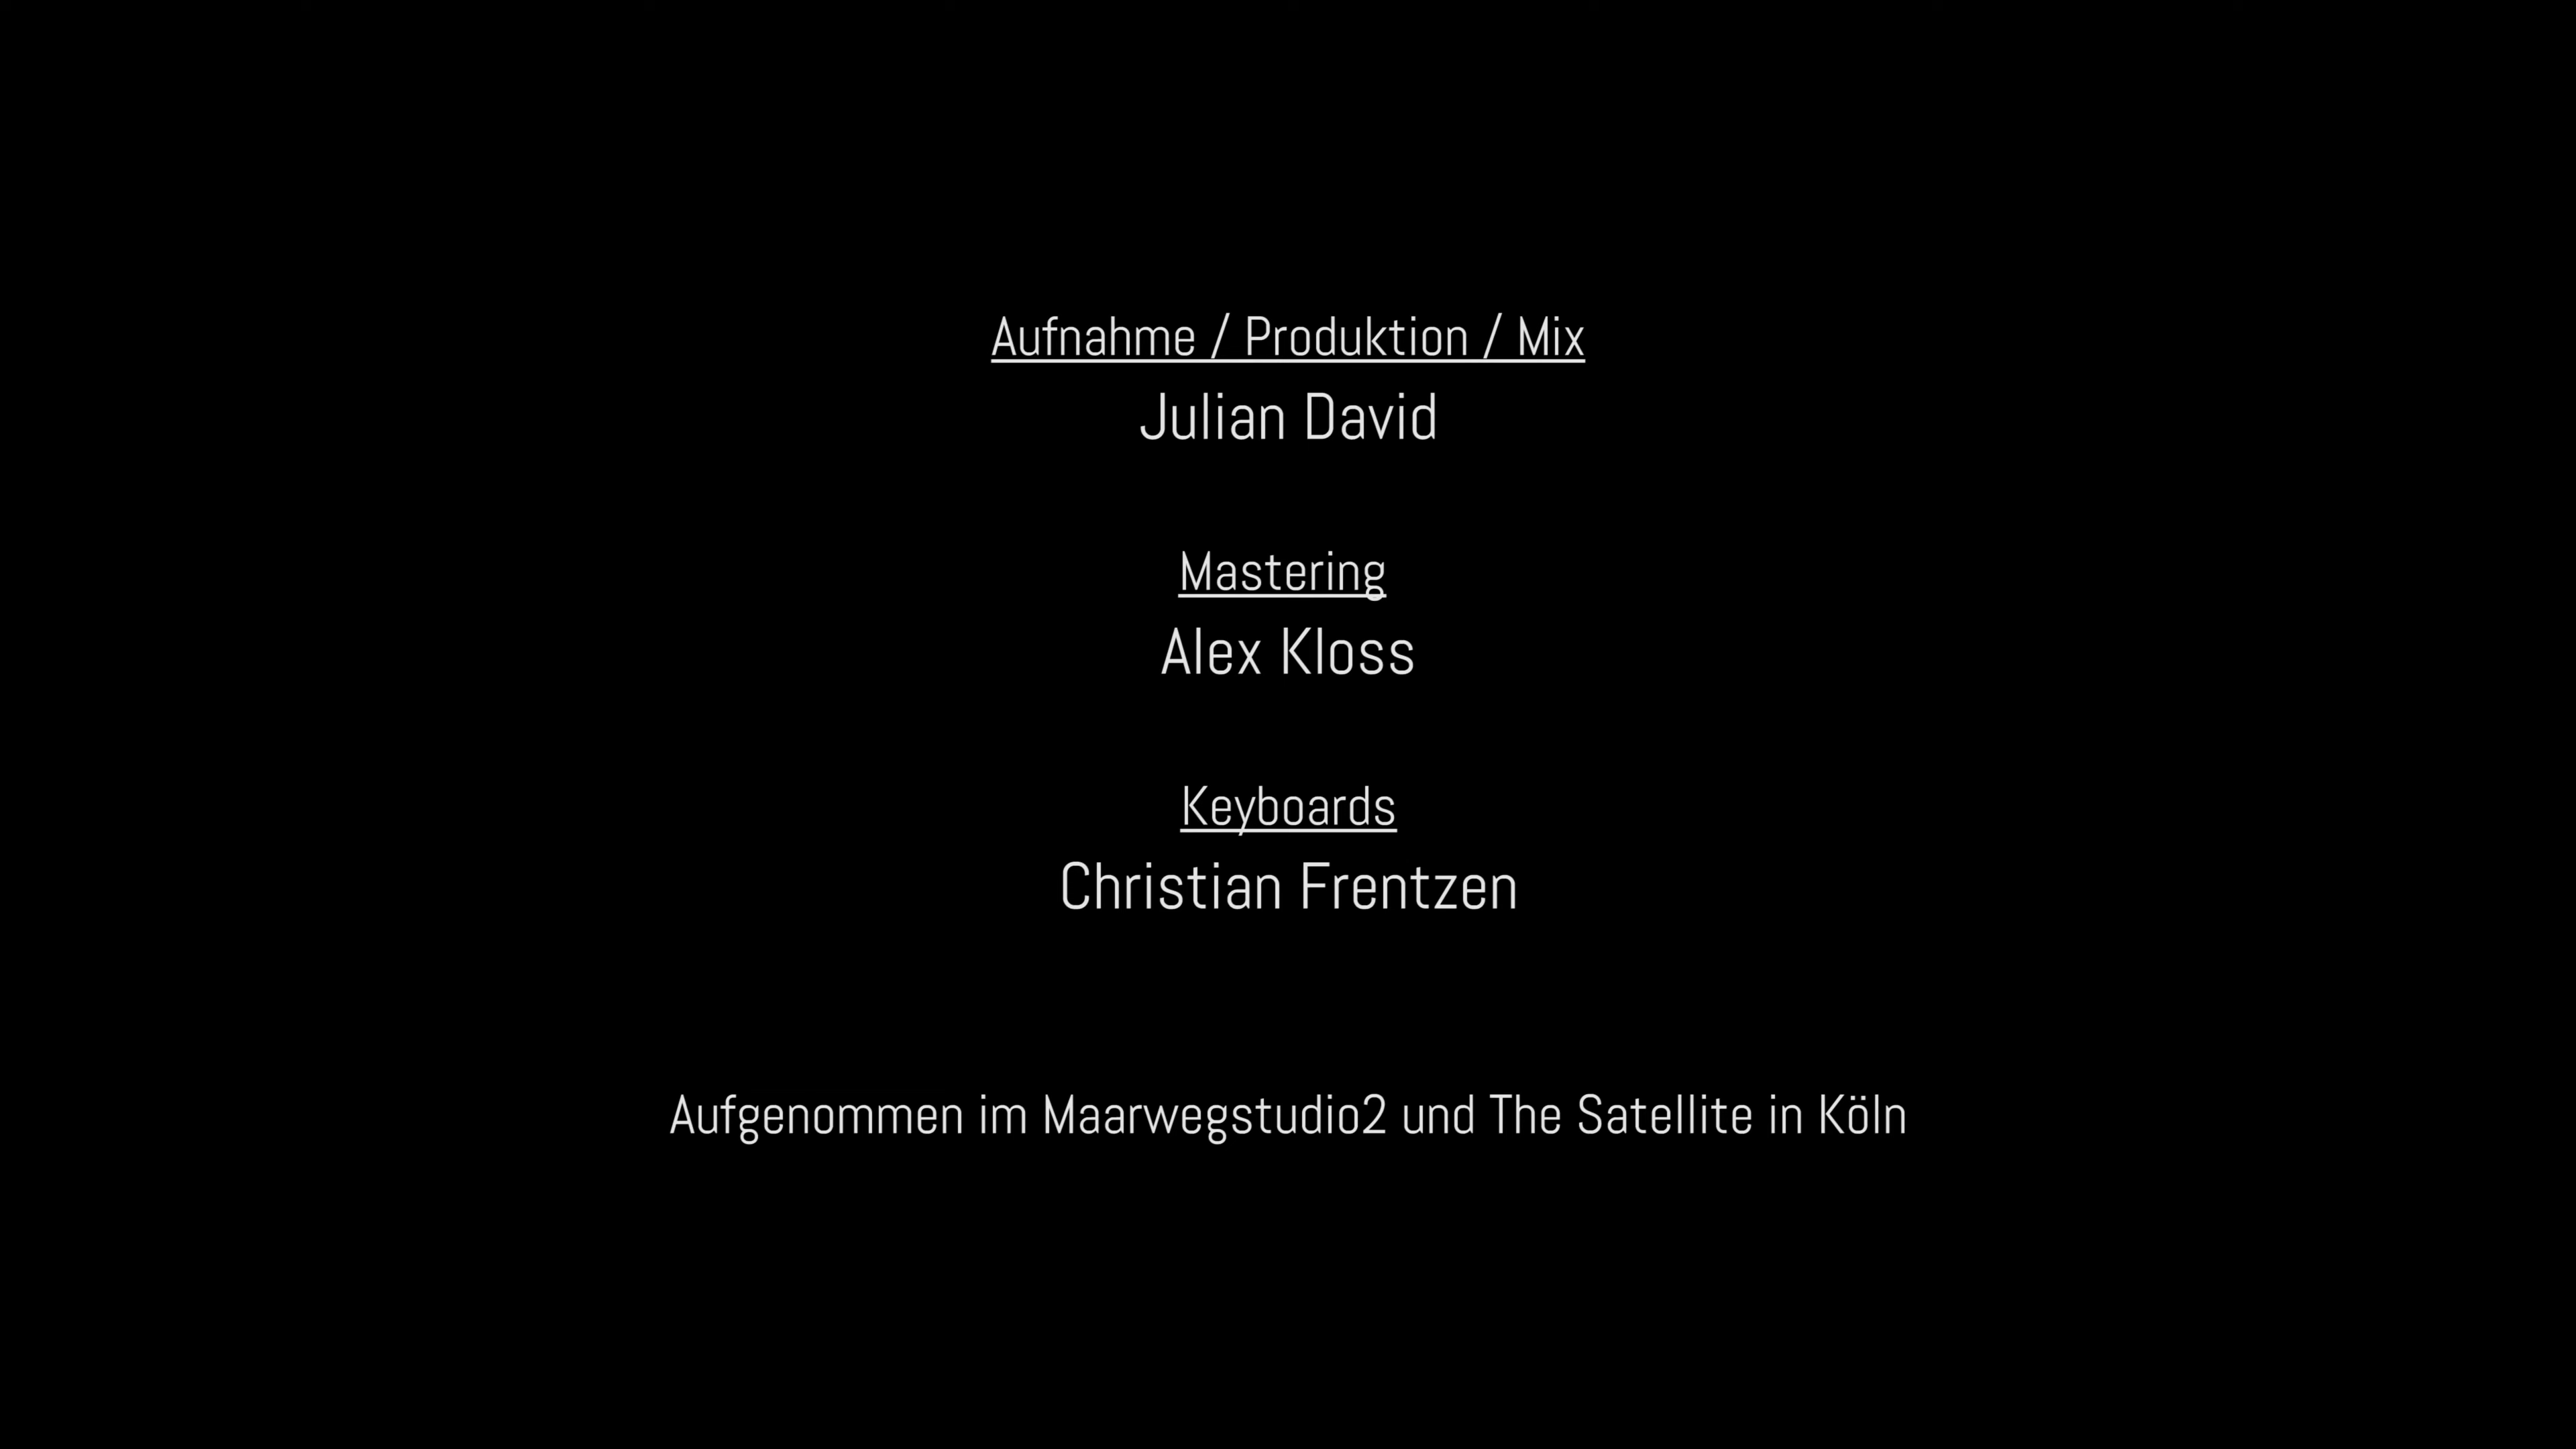 Aufnahme / Produktion / Mix
Julian David
Mastering
Alex Kloss
Keyboards
Christian Frentzen
Aufgenommen im Maarwegstudio2 und The Satellite in Köln